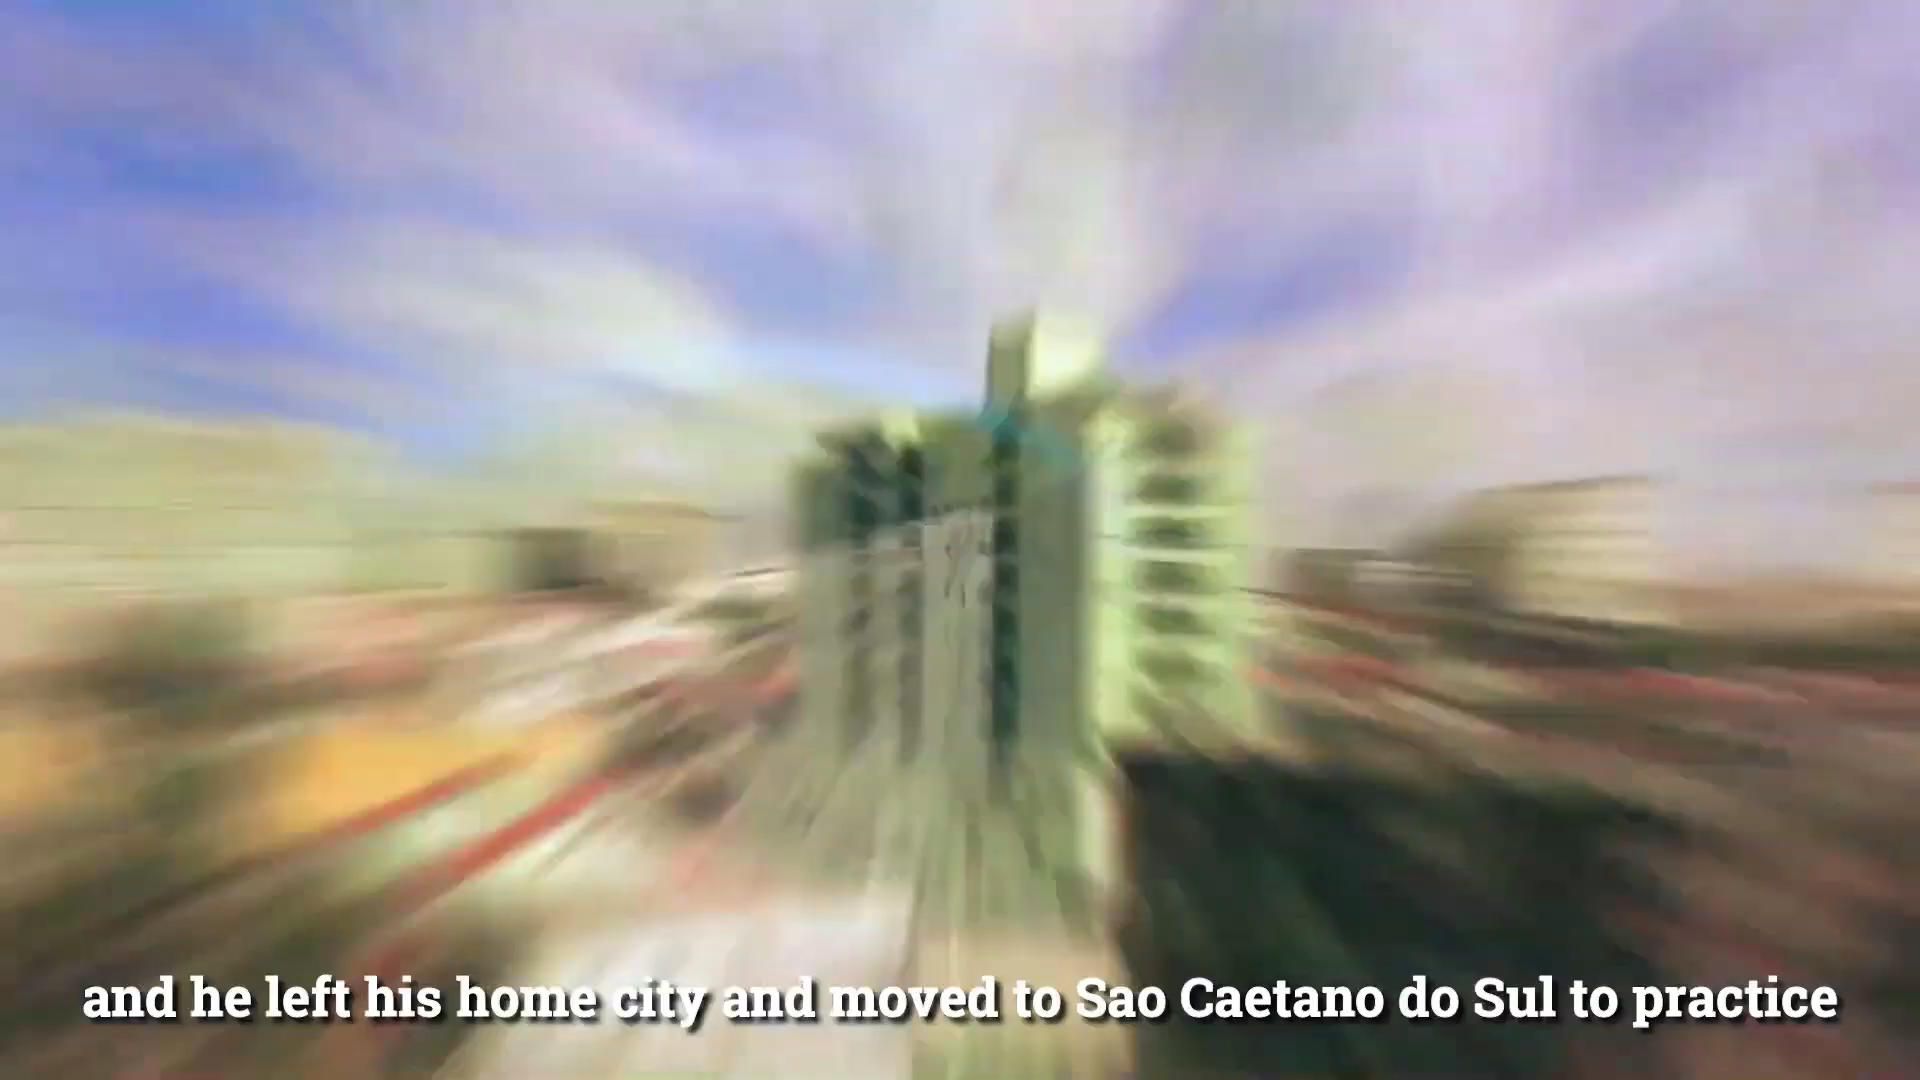 and he left his home city and moved to Sao Caetano do Sul to practice